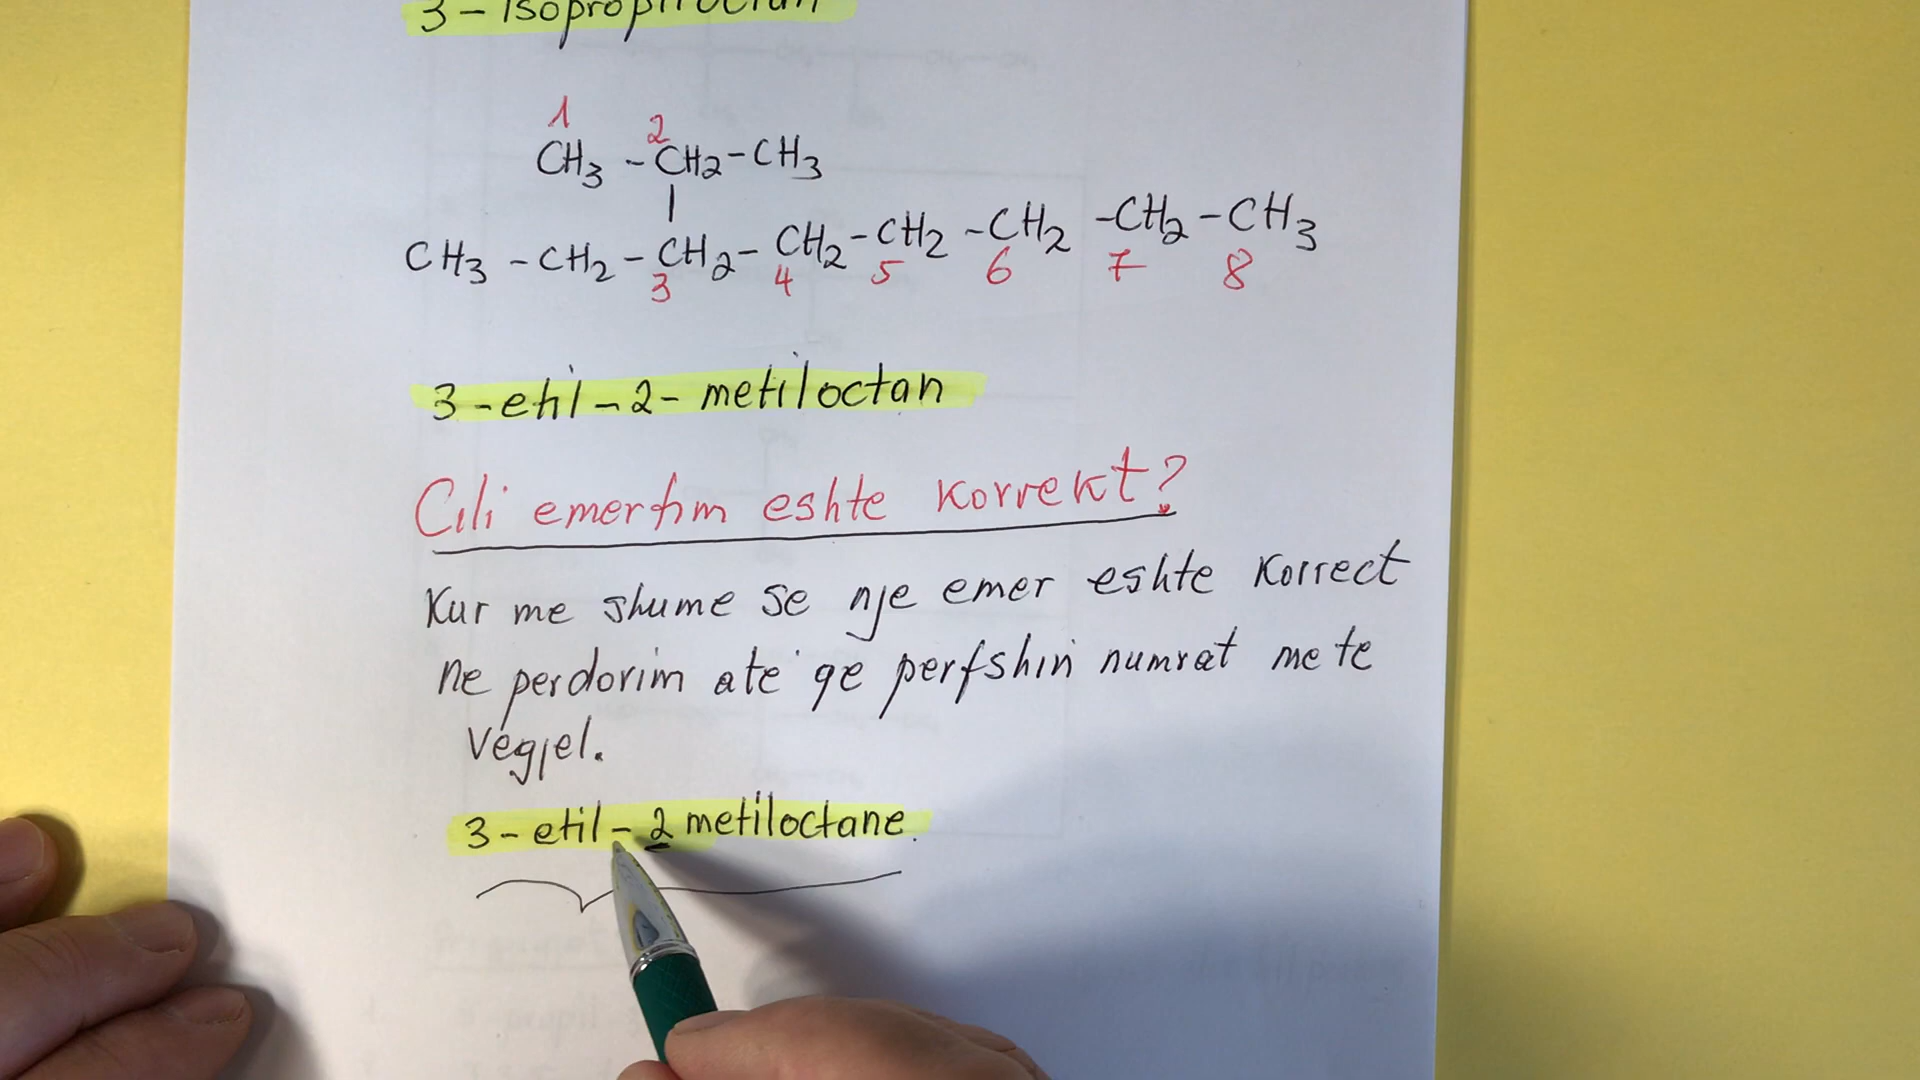 3 - Isopropiloctan
1 2
CH3 - CH2 - CH3
|
CH3 - CH2 - CH2 - CH2 - CH2 - CH2 - CH2 - CH3
3 4 5 6 7 8
3 - etil - 2 - metiloctan
Cili emertim eshte korrekt?
Kur me shume se nje emer eshte korrect
ne perdorim ate qe perfshin numrat me te
vegjel.
3 - etil - 2 metiloctane.